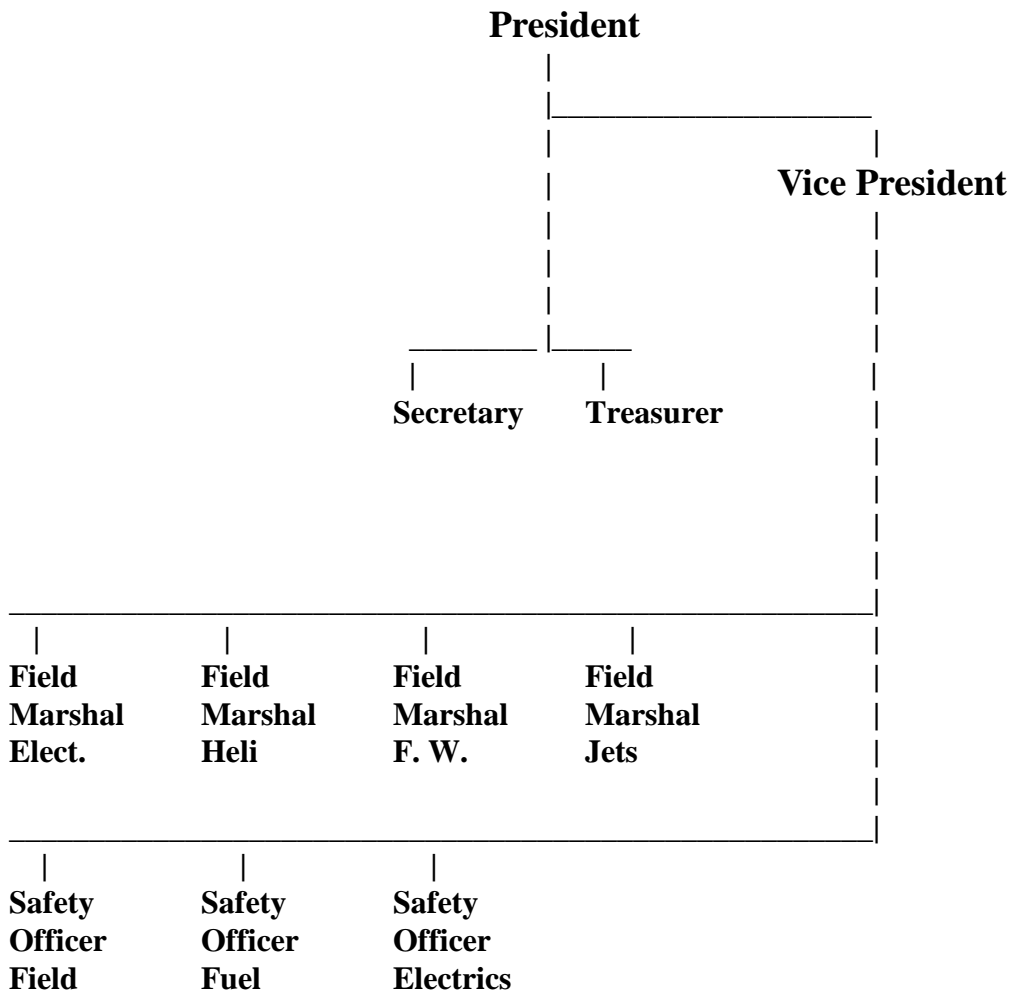 President
Vice President
Secretary Treasurer
Field Field Field Field
Marshal Marshal Marshal Marshal
Elect. Heli F. W. Jets
Safety Safety Safety
Officer Officer Officer
Field Fuel Electrics